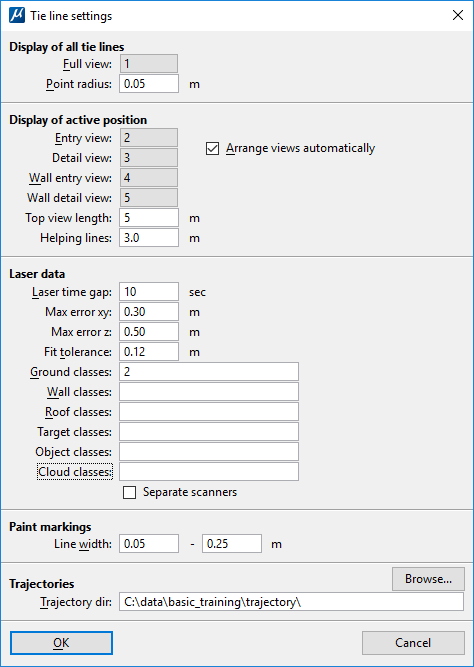 µ Tie line settings
Display of all tie lines
Full view: 1
Point radius: 0.05 m
Display of active position
Entry view: 2
Arrange views automatically
Detail view: 3
Wall entry view: 4
Wall detail view: 5
Top view length: 5 m
Helping lines: 3.0 m
Laser data
Laser time gap: 10 sec
Max error xy: 0.30 m
Max error z: 0.50 m
Fit tolerance: 0.12 m
Ground classes: 2
Wall classes:
Roof classes:
Target classes:
Object classes:
Cloud classes:
Separate scanners
Paint markings
Line width: 0.05 - 0.25 m
Trajectories
Browse...
Trajectory dir: C:\data\basic_training\trajectory\
OK Cancel